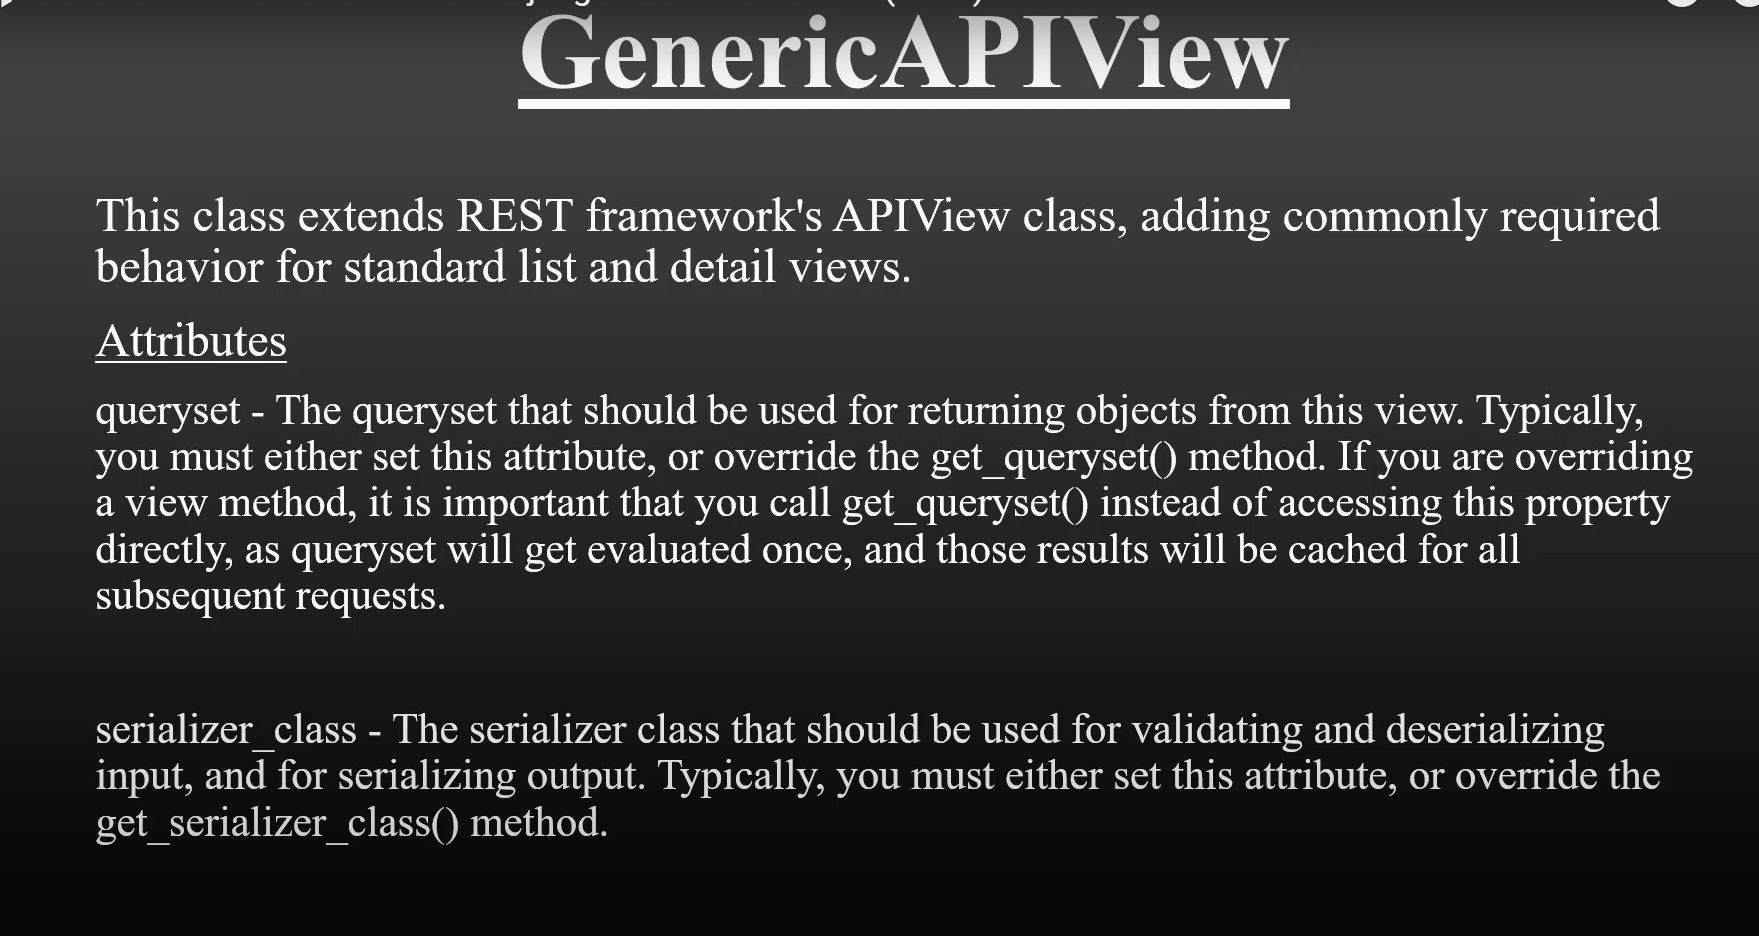 GenericAPIView
This class extends REST framework's APIView class, adding commonly required
behavior for standard list and detail views.
Attributes
queryset - The queryset that should be used for returning objects from this view. Typically,
you must either set this attribute, or override the get_queryset() method. If you are overriding
a view method, it is important that you call get_queryset() instead of accessing this property
directly, as queryset will get evaluated once, and those results will be cached for all
subsequent requests.
serializer_class - The serializer class that should be used for validating and deserializing
input, and for serializing output. Typically, you must either set this attribute, or override the
get_serializer_class() method.